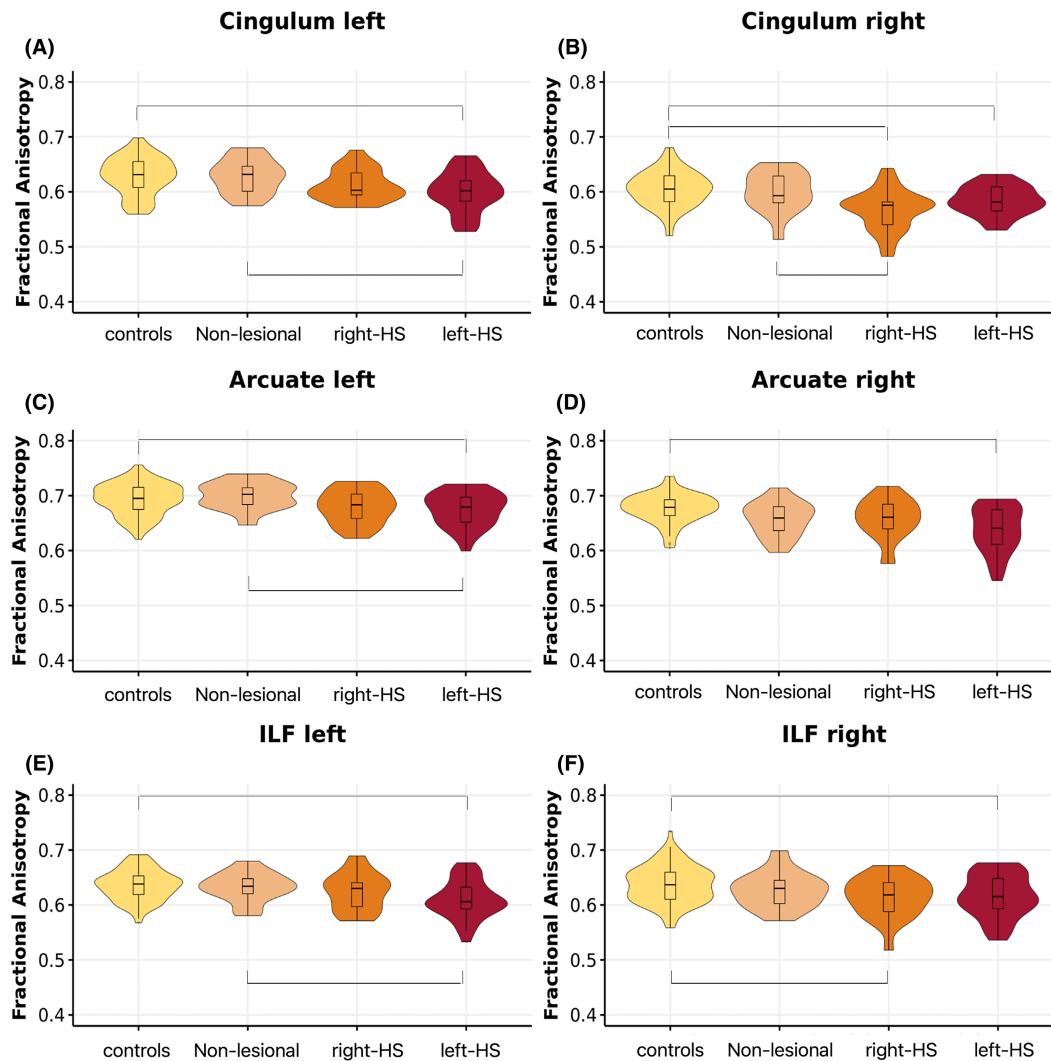 Cingulum left
(A)
Fractional Anisotropy
0.8
0.7
0.6
0.5
0.4
controls Non-lesional right-HS left-HS
Cingulum right
(B)
Fractional Anisotropy
0.8
0.7
0.6
0.5
0.4
controls Non-lesional right-HS left-HS
Arcuate left
(C)
Fractional Anisotropy
0.8
0.7
0.6
0.5
0.4
controls Non-lesional right-HS left-HS
Arcuate right
(D)
Fractional Anisotropy
0.8
0.7
0.6
0.5
0.4
controls Non-lesional right-HS left-HS
ILF left
(E)
Fractional Anisotropy
0.8
0.7
0.6
0.5
0.4
controls Non-lesional right-HS left-HS
ILF right
(F)
Fractional Anisotropy
0.8
0.7
0.6
0.5
0.4
controls Non-lesional right-HS left-HS